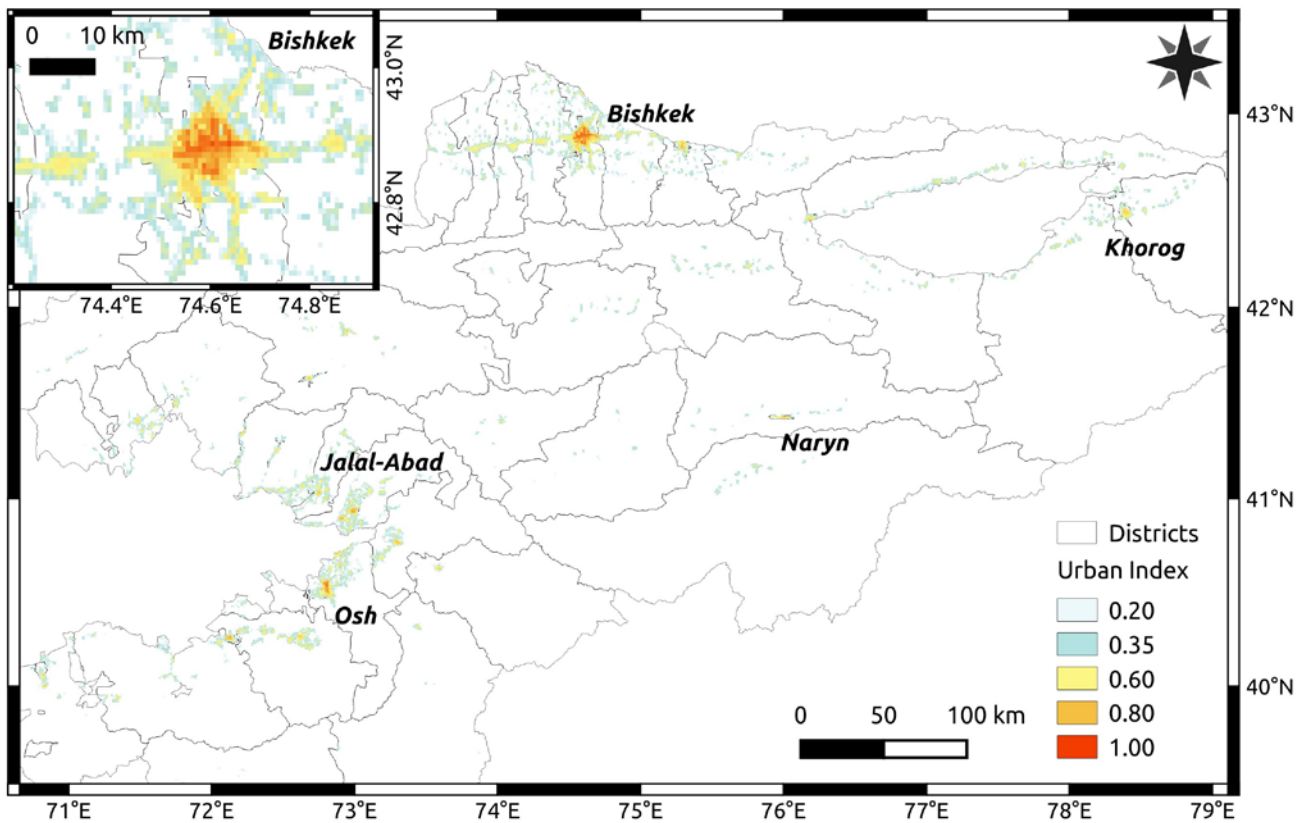 0 10 km
Bishkek
43.0°N
42.8°N
74.4°E 74.6°E 74.8°E
Bishkek
Khorog
Naryn
Jalal-Abad
Osh
43°N
42°N
41°N
40°N
Districts
Urban Index
0.20
0.35
0.60
0.80
1.00
0 50 100 km
71°E 72°E 73°E 74°E 75°E 76°E 77°E 78°E 79°E